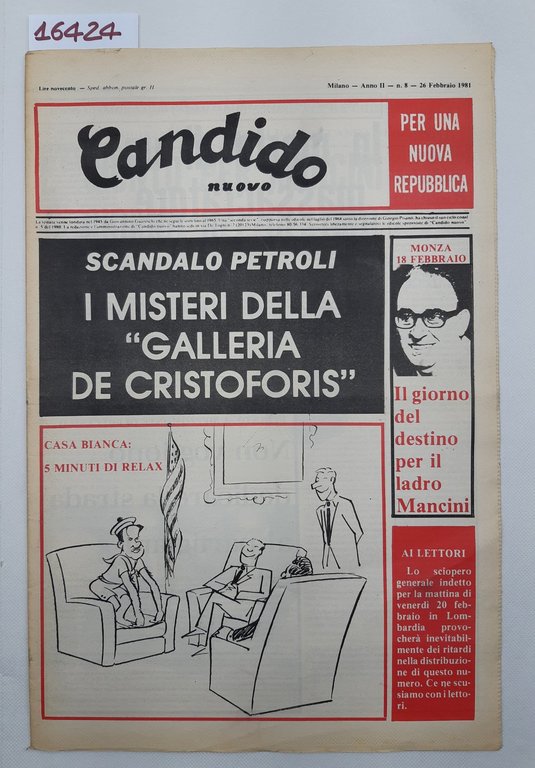 16424
Lire novecento — Sped. abbon. postale gr. II
Milano — Anno II — n. 8 — 26 Febbraio 1981
Candido
nuovo
PER UNA
NUOVA
REPUBBLICA
SCANDALO PETROLI
I MISTERI DELLA
“GALLERIA
DE CRISTOFORIS”
MONZA
18 FEBBRAIO
Il giorno
del
destino
per il
ladro
Mancini
CASA BIANCA:
5 MINUTI DI RELAX
AI LETTORI
Lo sciopero
generale indetto
per la mattina di
venerdì 20 feb-
braio in Lom-
bardia provo-
cherà inevitabil-
mente dei ritardi
nella distribuzio-
ne di questo nu-
mero. Ce ne scu-
siamo con i letto-
ri.